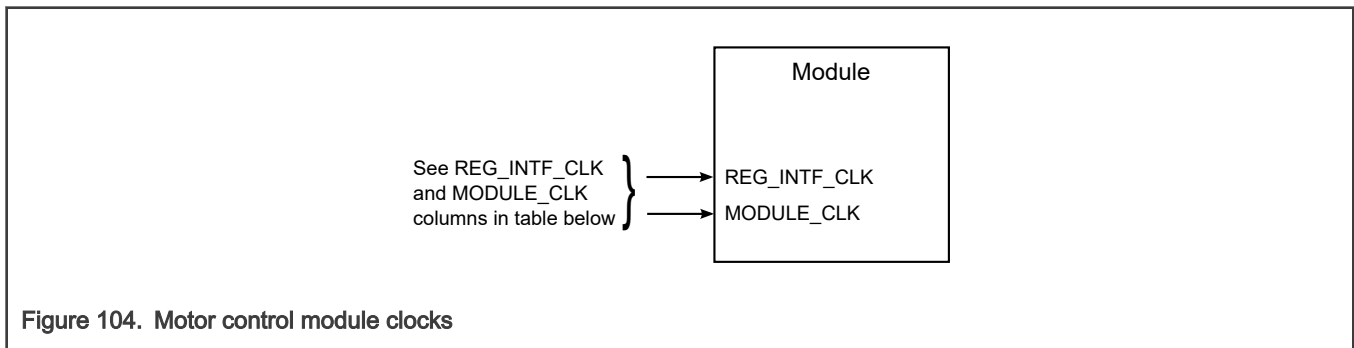 Module
See REG_INTF_CLK
and MODULE_CLK
columns in table below
REG_INTF_CLK
MODULE_CLK
Figure 104. Motor control module clocks